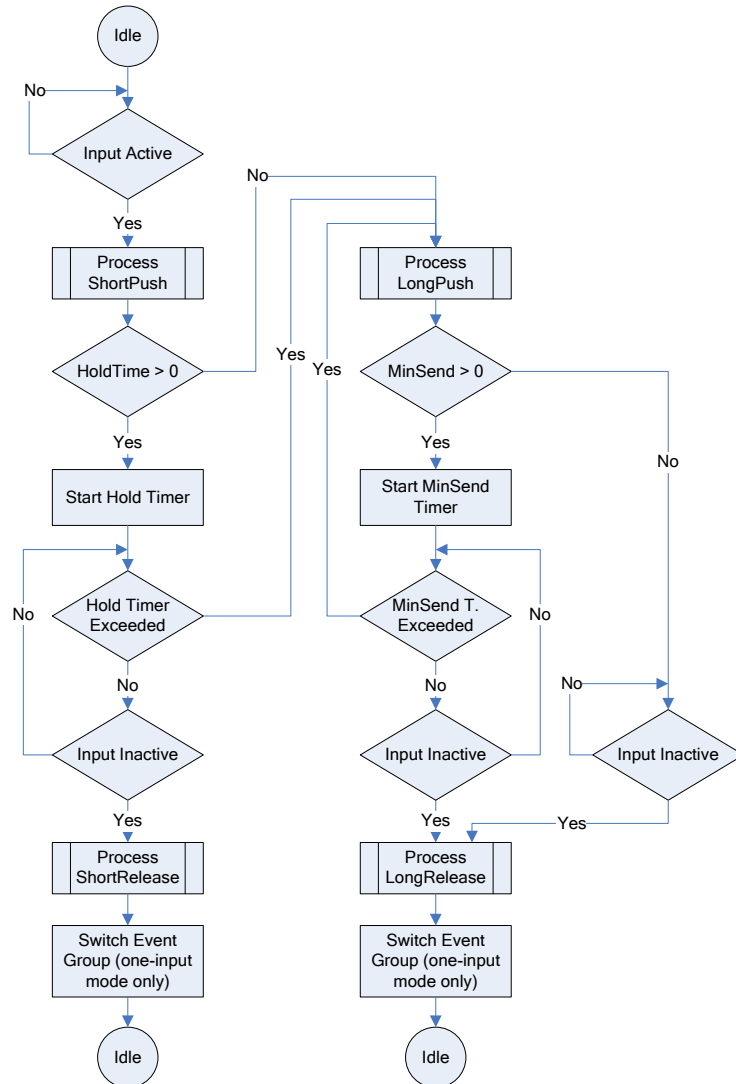 Idle
No
Input Active
No
Yes
Process
ShortPush
Process
LongPush
HoldTime > 0
Yes
Yes
MinSend > 0
Yes
Yes
No
Start Hold Timer
Start MinSend
Timer
No
Hold Timer
Exceeded
MinSend T.
Exceeded
No
No
No
No
Input Inactive
Input Inactive
Input Inactive
Yes
Yes
Yes
Process
ShortRelease
Process
LongRelease
Switch Event
Group (one-input
mode only)
Switch Event
Group (one-input
mode only)
Idle
Idle